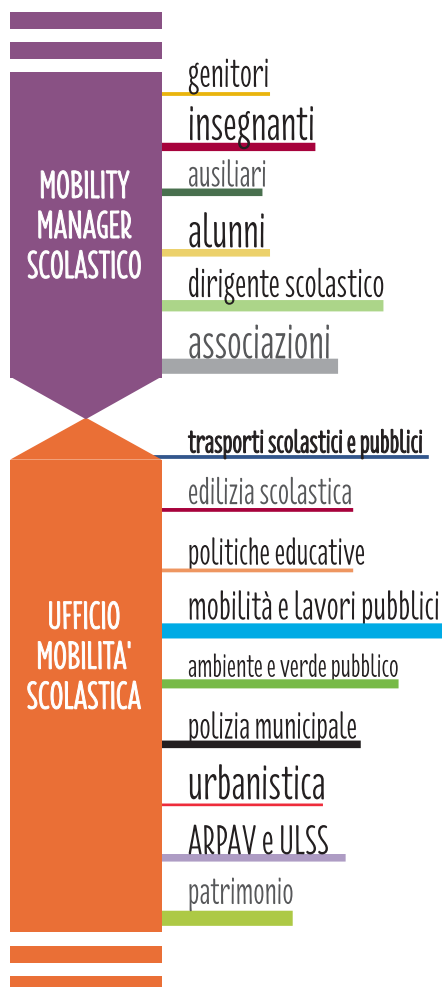 genitori
insegnanti
ausiliari
MOBILITY
MANAGER
SCOLASTICO
alunni
dirigente scolastico
associazioni
trasporti scolastici e pubblici
edilizia scolastica
politiche educative
UFFICIO
MOBILITA'
SCOLASTICA
mobilità e lavori pubblici
ambiente e verde pubblico
polizia municipale
urbanistica
ARPAV e ULSS
patrimonio